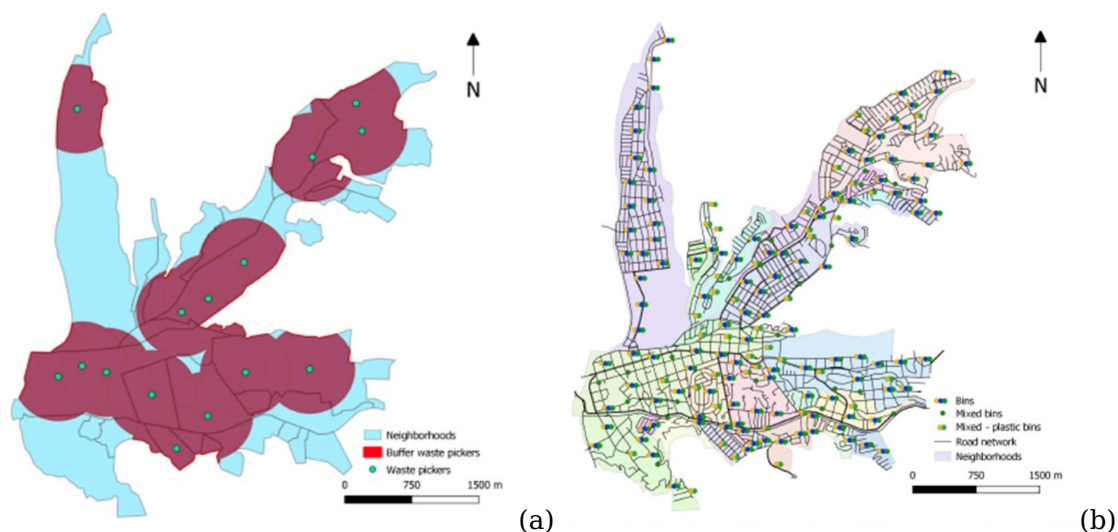 N
Neighborhoods
Buffer waste pickers
Waste pickers
0 750 1500 m
(a)
N
Bins
Mixed bins
Mixed - plastic bins
Road network
Neighborhoods
0 750 1500 m
(b)